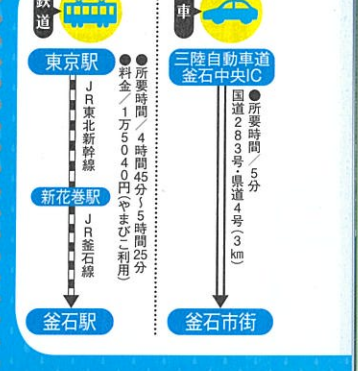 鉄道
東京駅
JR東北新幹線
新花巻駅
JR釜石線
釜石駅
●所要時間/4時間45分~5時間25分
●料金/1万5040円(やまびこ利用)
車
三陸自動車道
釜石中央IC
●所要時間/5分
国道283号・県道4号(3km)
釜石市街